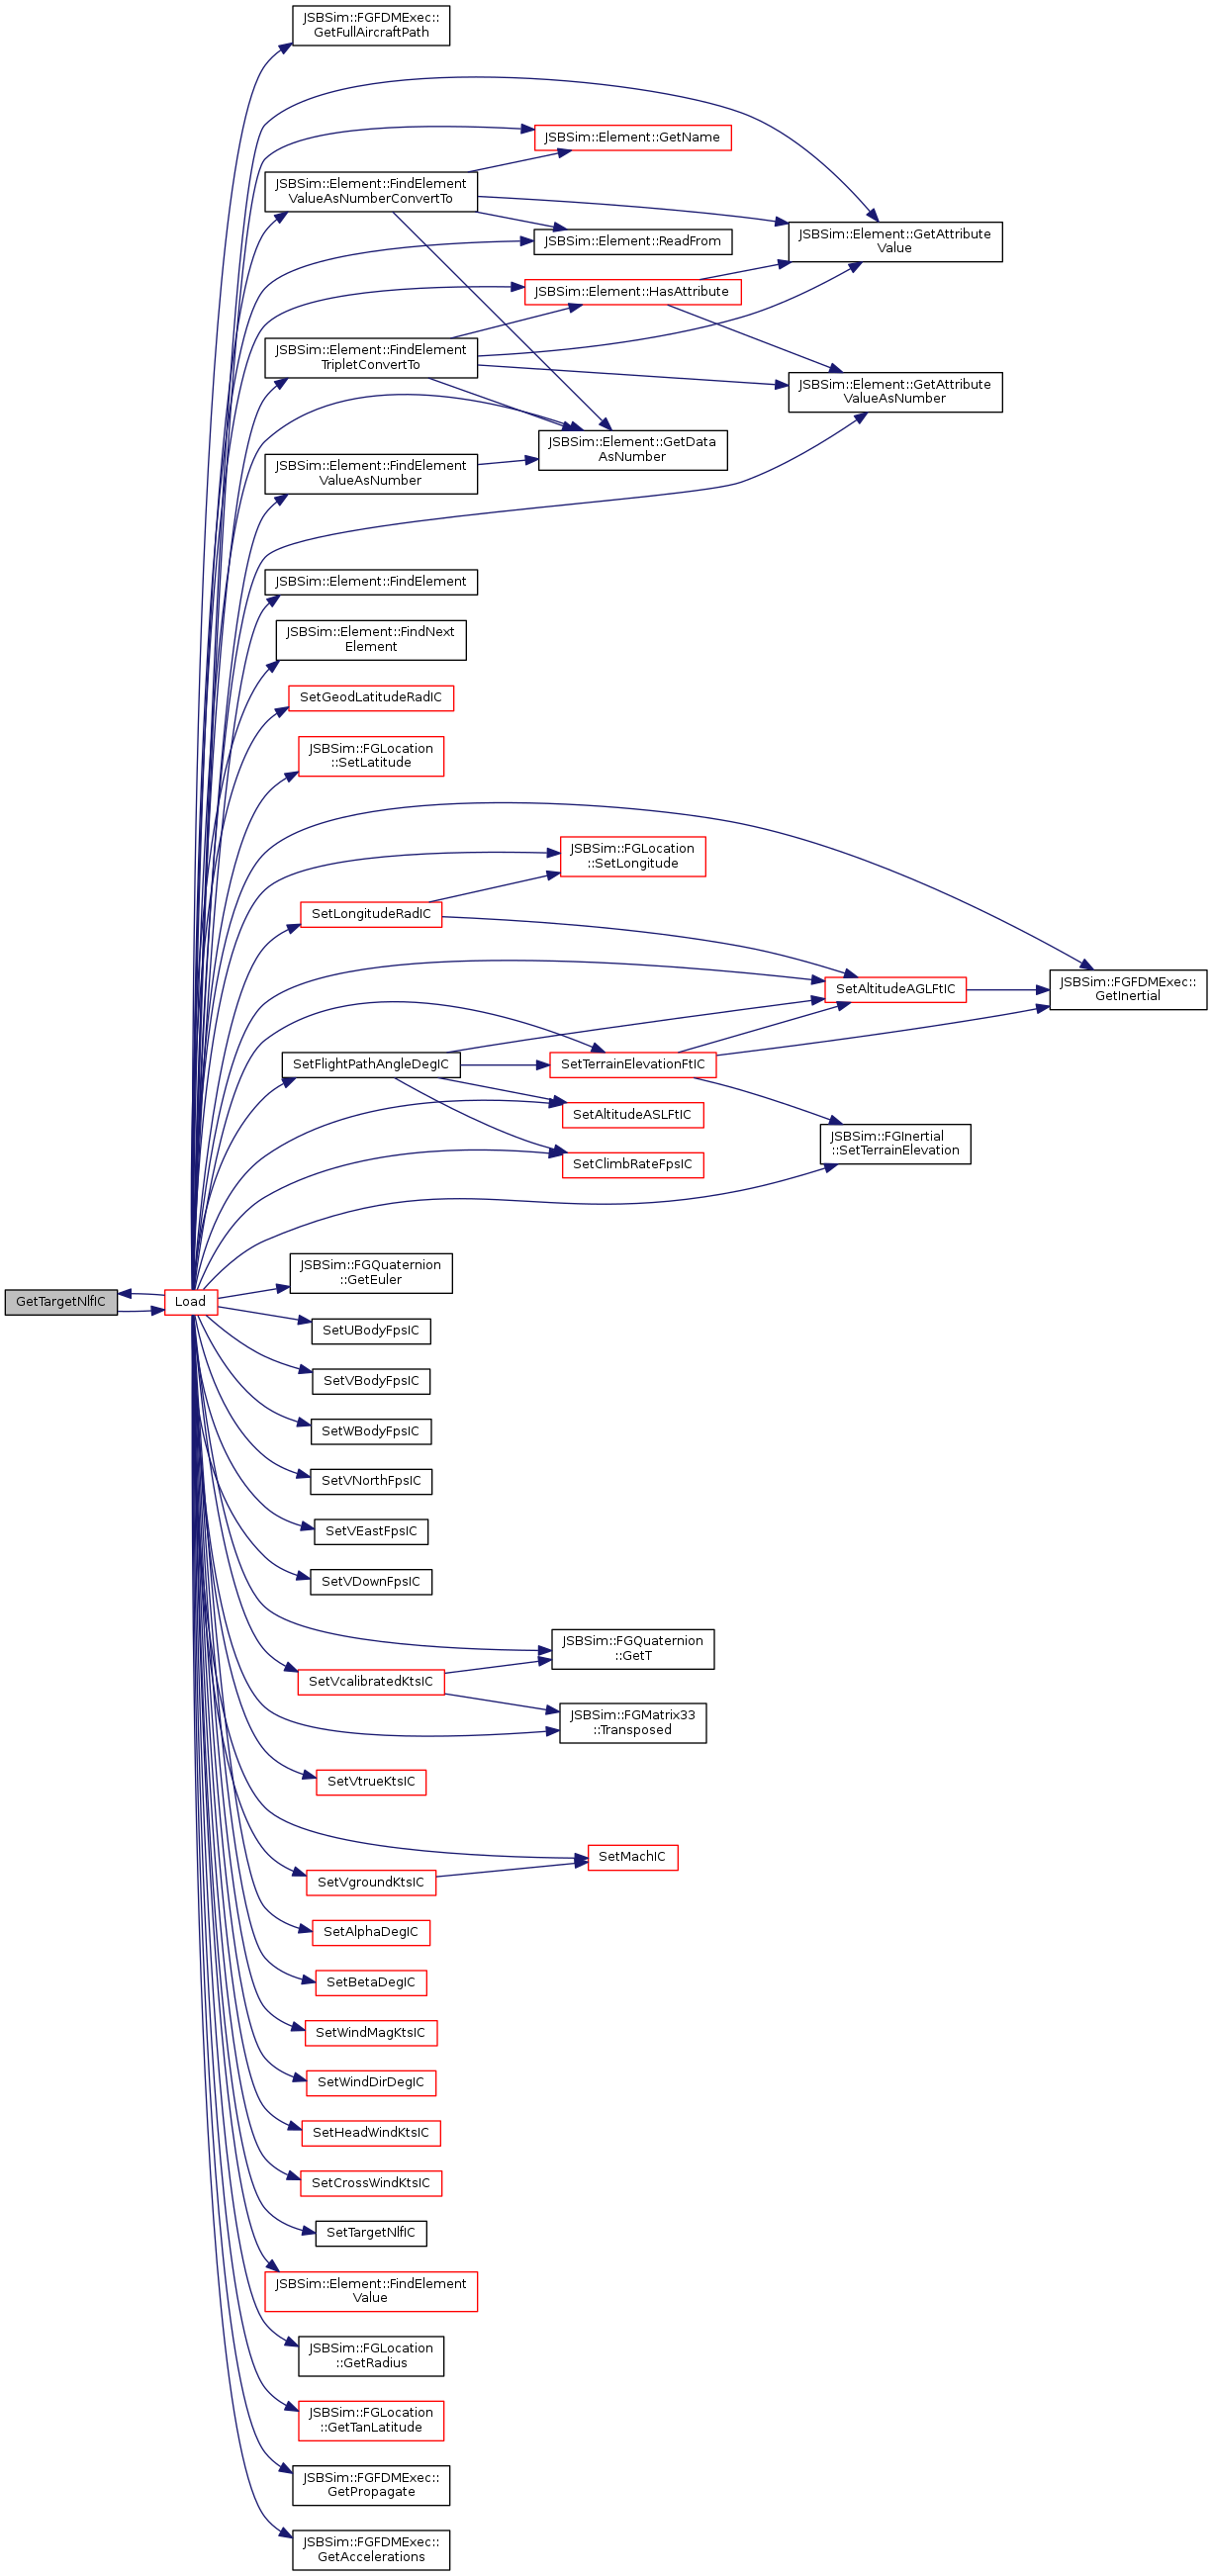 JSBSim::FGFDMExec::
GetFullAircraftPath
JSBSim::Element::GetName
JSBSim::Element::FindElement
ValueAsNumberConvertTo
JSBSim::Element::ReadFrom
JSBSim::Element::GetAttribute
Value
JSBSim::Element::HasAttribute
JSBSim::Element::FindElement
TripletConvertTo
JSBSim::Element::GetAttribute
ValueAsNumber
JSBSim::Element::GetData
AsNumber
JSBSim::Element::FindElement
ValueAsNumber
JSBSim::Element::FindElement
JSBSim::Element::FindNext
Element
SetGeodLatitudeRadIC
JSBSim::FGLocation
::SetLatitude
JSBSim::FGLocation
::SetLongitude
SetLongitudeRadIC
SetAltitudeAGLFtIC
JSBSim::FGFDMExec::
GetInertial
SetFlightPathAngleDegIC
SetTerrainElevationFtIC
SetAltitudeASLFtIC
JSBSim::FGInertial
::SetTerrainElevation
SetClimbRateFpsIC
JSBSim::FGQuaternion
::GetEuler
GetTargetNlfIC
Load
SetUBodyFpsIC
SetVBodyFpsIC
SetWBodyFpsIC
SetVNorthFpsIC
SetVEastFpsIC
SetVDownFpsIC
JSBSim::FGQuaternion
::GetT
SetVcalibratedKtsIC
JSBSim::FGMatrix33
::Transposed
SetVtrueKtsIC
SetMachIC
SetVgroundKtsIC
SetAlphaDegIC
SetBetaDegIC
SetWindMagKtsIC
SetWindDirDegIC
SetHeadWindKtsIC
SetCrossWindKtsIC
SetTargetNlfIC
JSBSim::Element::FindElement
Value
JSBSim::FGLocation
::GetRadius
JSBSim::FGLocation
::GetTanLatitude
JSBSim::FGFDMExec::
GetPropagate
JSBSim::FGFDMExec::
GetAccelerations